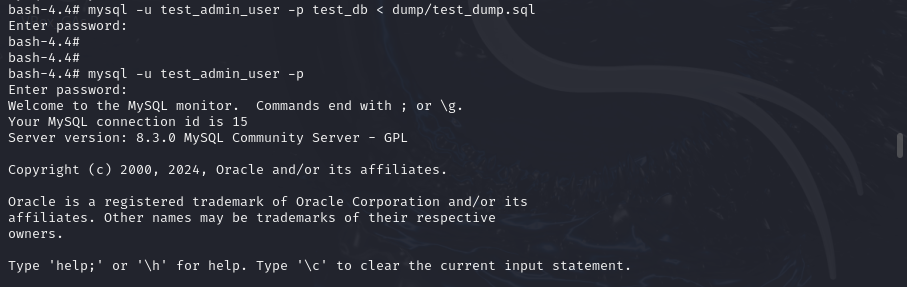 bash-4.4# mysql -u test_admin_user -p test_db < dump/test_dump.sql
Enter password:
bash-4.4#
bash-4.4#
bash-4.4# mysql -u test_admin_user -p
Enter password:
Welcome to the MySQL monitor.  Commands end with ; or \g.
Your MySQL connection id is 15
Server version: 8.3.0 MySQL Community Server - GPL

Copyright (c) 2000, 2024, Oracle and/or its affiliates.

Oracle is a registered trademark of Oracle Corporation and/or its
affiliates. Other names may be trademarks of their respective
owners.

Type 'help;' or '\h' for help. Type '\c' to clear the current input statement.